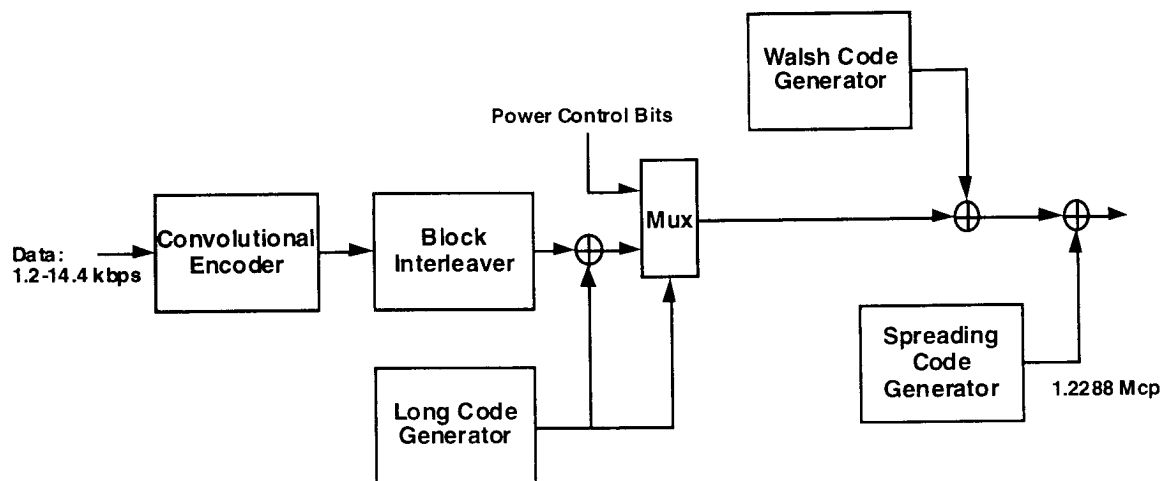 Walsh Code
Generator
Power Control Bits
Mux
Convolutional
Encoder
Block
Interleaver
Data:
1.2-14.4 kbps
Spreading
Code
Generator
1.2288 Mcp
Long Code
Generator